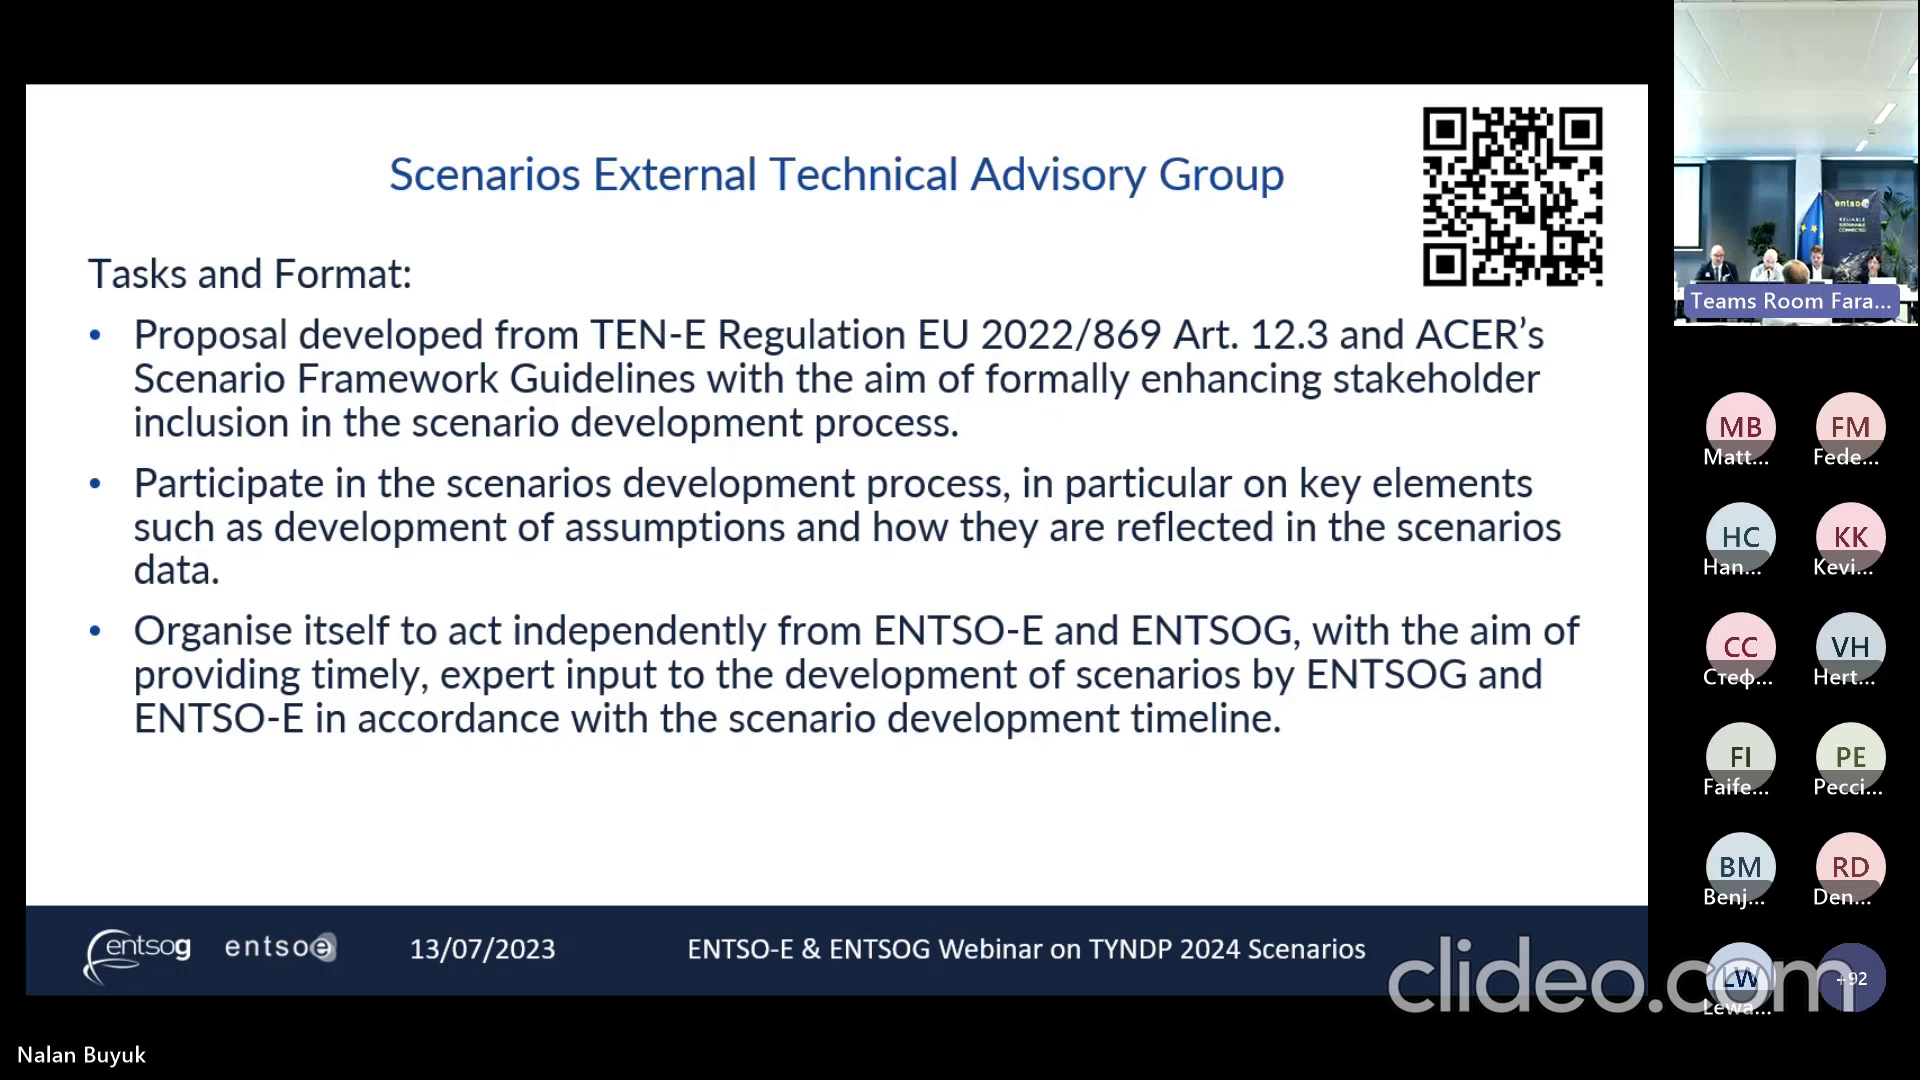 Scenarios External Technical Advisory Group
Tasks and Format:
• Proposal developed from TEN-E Regulation EU 2022/869 Art. 12.3 and ACER’s
Scenario Framework Guidelines with the aim of formally enhancing stakeholder
inclusion in the scenario development process.
• Participate in the scenarios development process, in particular on key elements
such as development of assumptions and how they are reflected in the scenarios
data.
• Organise itself to act independently from ENTSO-E and ENTSOG, with the aim of
providing timely, expert input to the development of scenarios by ENTSOG and
ENTSO-E in accordance with the scenario development timeline.
entsog
entsoe
13/07/2023
ENTSO-E & ENTSOG Webinar on TYNDP 2024 Scenarios
clideo.com
Nalan Buyuk
entsoe
RELIABLE
SUSTAINABLE
CONNECTED
Teams Room Fara...
MB
Matt...
FM
Fede...
HC
Han...
KK
Kevi...
CC
Стеф...
VH
Hert...
FI
Faife...
PE
Pecci...
BM
Benj...
RD
Den...
LW
Lewa...
+92